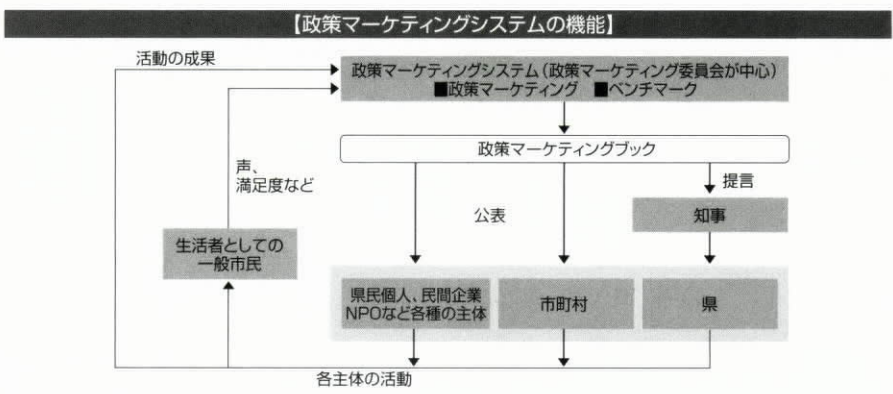 【政策マーケティングシステムの機能】
活動の成果
政策マーケティングシステム（政策マーケティング委員会が中心）
■政策マーケティング　■ベンチマーク
政策マーケティングブック
声、
満足度など
提言
公表
知事
生活者としての
一般市民
県民個人、民間企業
NPOなど各種の主体
市町村
県
各主体の活動